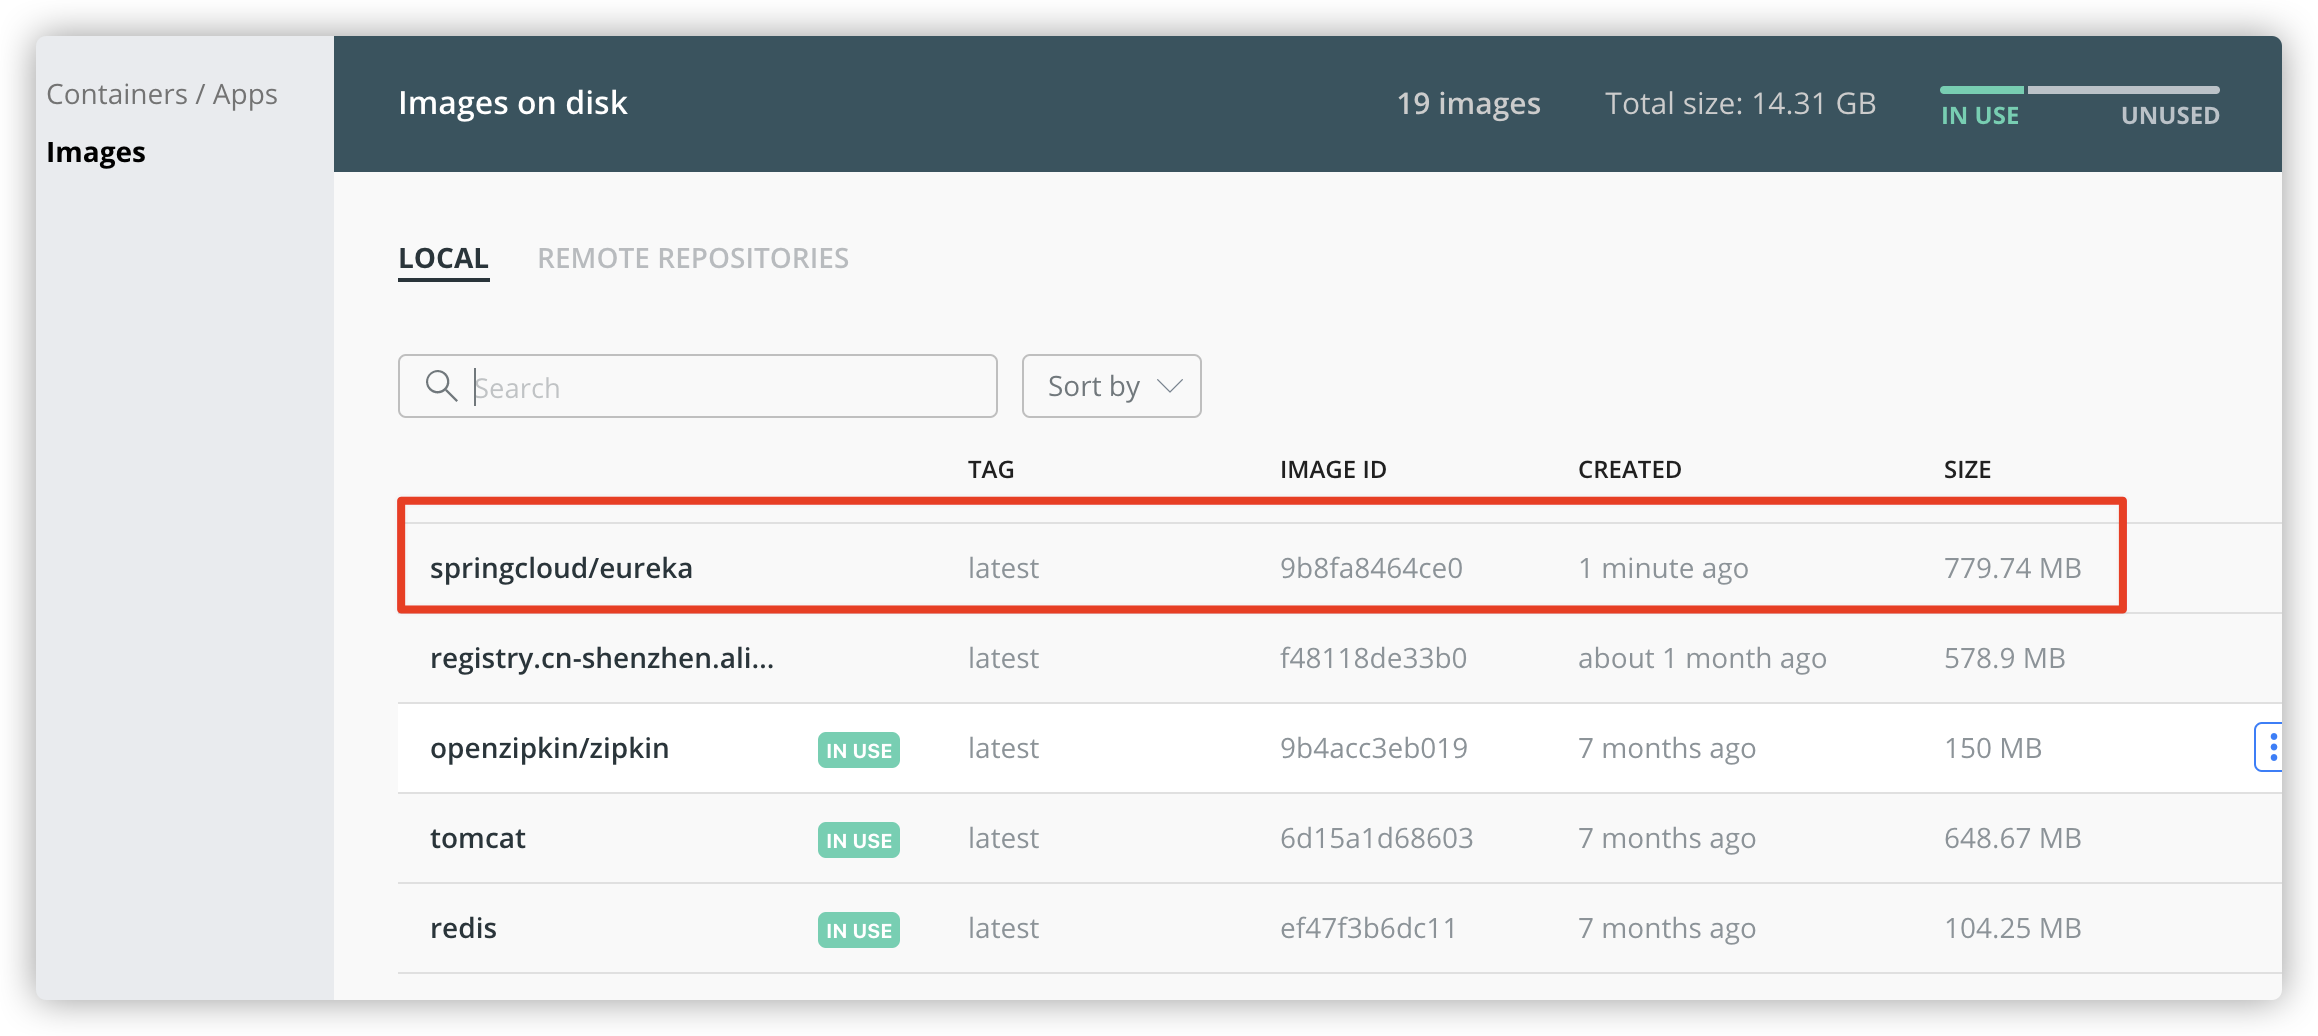 Containers / Apps
Images
Images on disk
19 images
Total size: 14.31 GB
IN USE
UNUSED
LOCAL
REMOTE REPOSITORIES
Search
Sort by
TAG IMAGE ID CREATED SIZE
springcloud/eureka latest 9b8fa8464ce0 1 minute ago 779.74 MB
registry.cn-shenzhen.ali... latest f48118de33b0 about 1 month ago 578.9 MB
openzipkin/zipkin IN USE latest 9b4acc3eb019 7 months ago 150 MB
tomcat IN USE latest 6d15a1d68603 7 months ago 648.67 MB
redis IN USE latest ef47f3b6dc11 7 months ago 104.25 MB